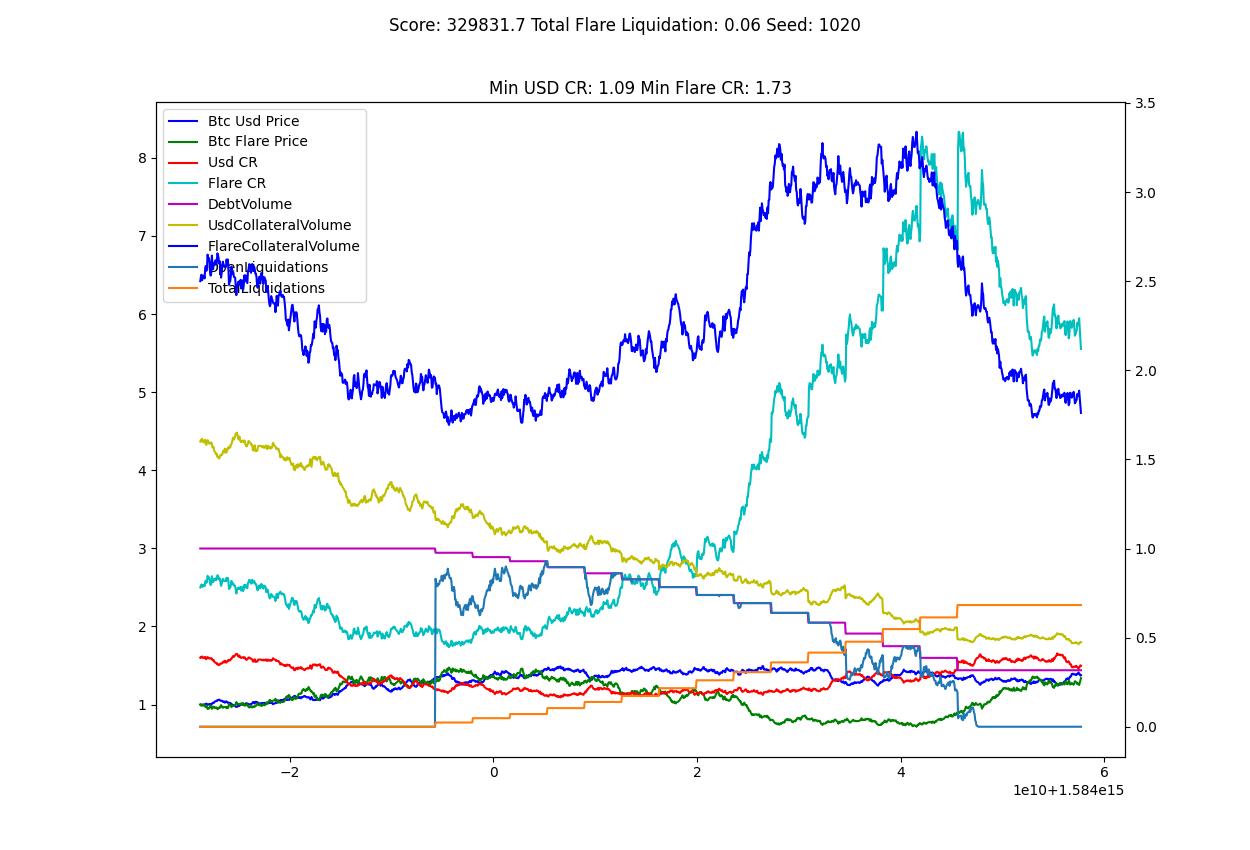 Score: 329831.7 Total Flare Liquidation: 0.06 Seed: 1020
Min USD CR: 1.09 Min Flare CR: 1.73
Btc Usd Price
Btc Flare Price
Usd CR
Flare CR
DebtVolume
UsdCollateralVolume
FlareCollateralVolume
OpenLiquidations
TotalLiquidations
8
7
6
5
4
3
2
1
3.5
3.0
2.5
2.0
1.5
1.0
0.5
0.0
−2 0 2 4 6
1e10+1.584e15